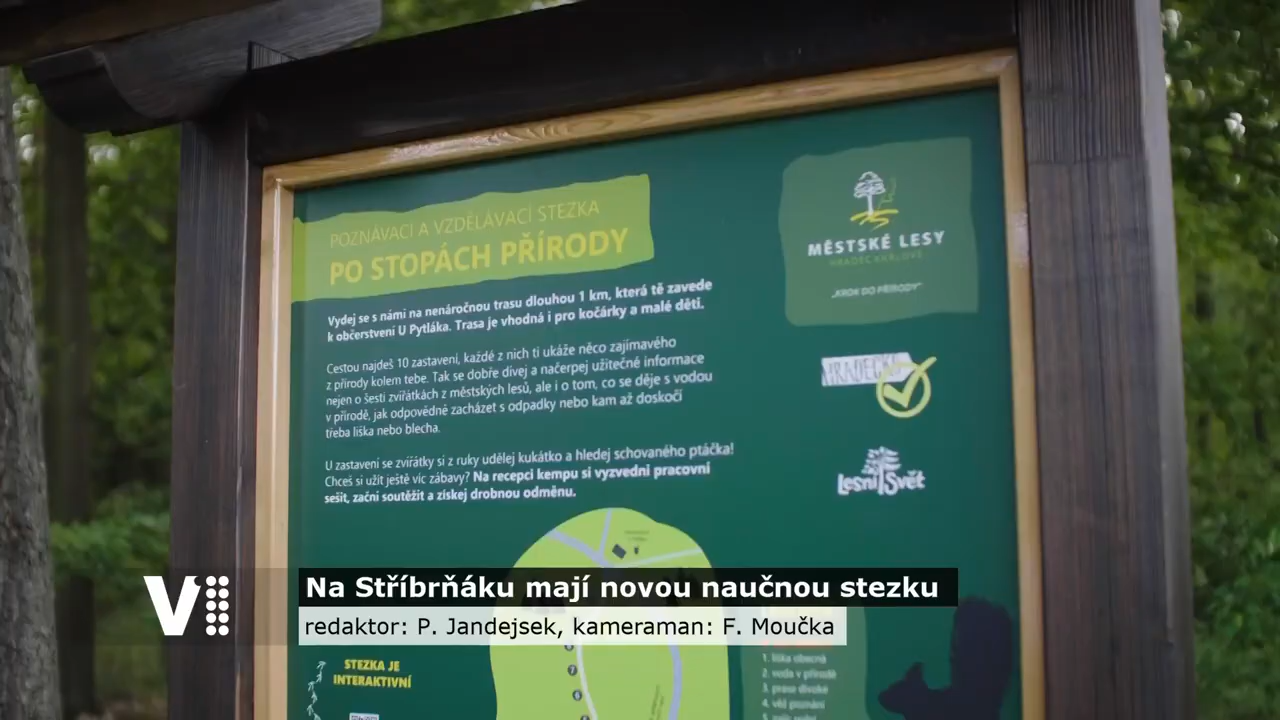 POZNÁVACÍ A VZDĚLÁVACÍ STEZKA
PO STOPÁCH PŘÍRODY
Vydej se s námi na nenáročnou trasu dlouhou 1 km, která tě zavede
k občerstvení U Pytláka. Trasa je vhodná i pro kočárky a malé děti.
Cestou najdeš 10 zastavení, každé z nich ti ukáže něco zajímavého
z přírody kolem tebe. Tak se dobře dívej a načerpej užitečné informace
nejen o šesti zvířátkách z městských lesů, ale i o tom, co se děje s vodou
v přírodě, jak odpovědně zacházet s odpadky nebo kam až doskočí
třeba liška nebo blecha.
U zastavení se zvířátky si z ruky udělej kukátko a hledej schovaného ptáčka!
Chceš si užít ještě víc zábavy? Na recepci kempu si vyzvedni pracovní
sešit, začni soutěžit a získej drobnou odměnu.
MĚSTSKÉ LESY
HRADEC KRÁLOVÉ
„KROK DO PŘÍRODY“
HRADECKO
Lesní Svět
V
Na Stříbrňáku mají novou naučnou stezku
redaktor: P. Jandejsek, kameraman: F. Moučka
STEZKA JE
INTERAKTIVNÍ
1. liška obecná
2. voda v přírodě
3. prase divoké
4. věž poznání